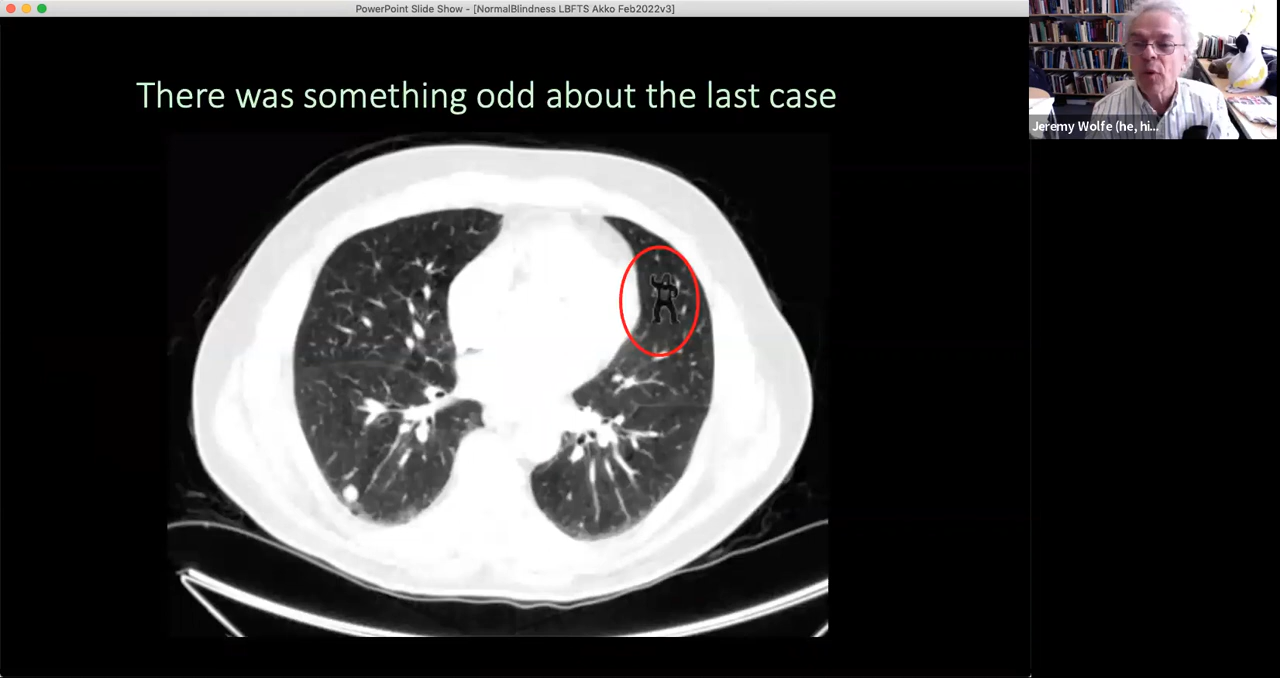 PowerPoint Slide Show - [NormalBlindness LBFTS Akko Feb2022v3]
There was something odd about the last case
Jeremy Wolfe (he, hi...